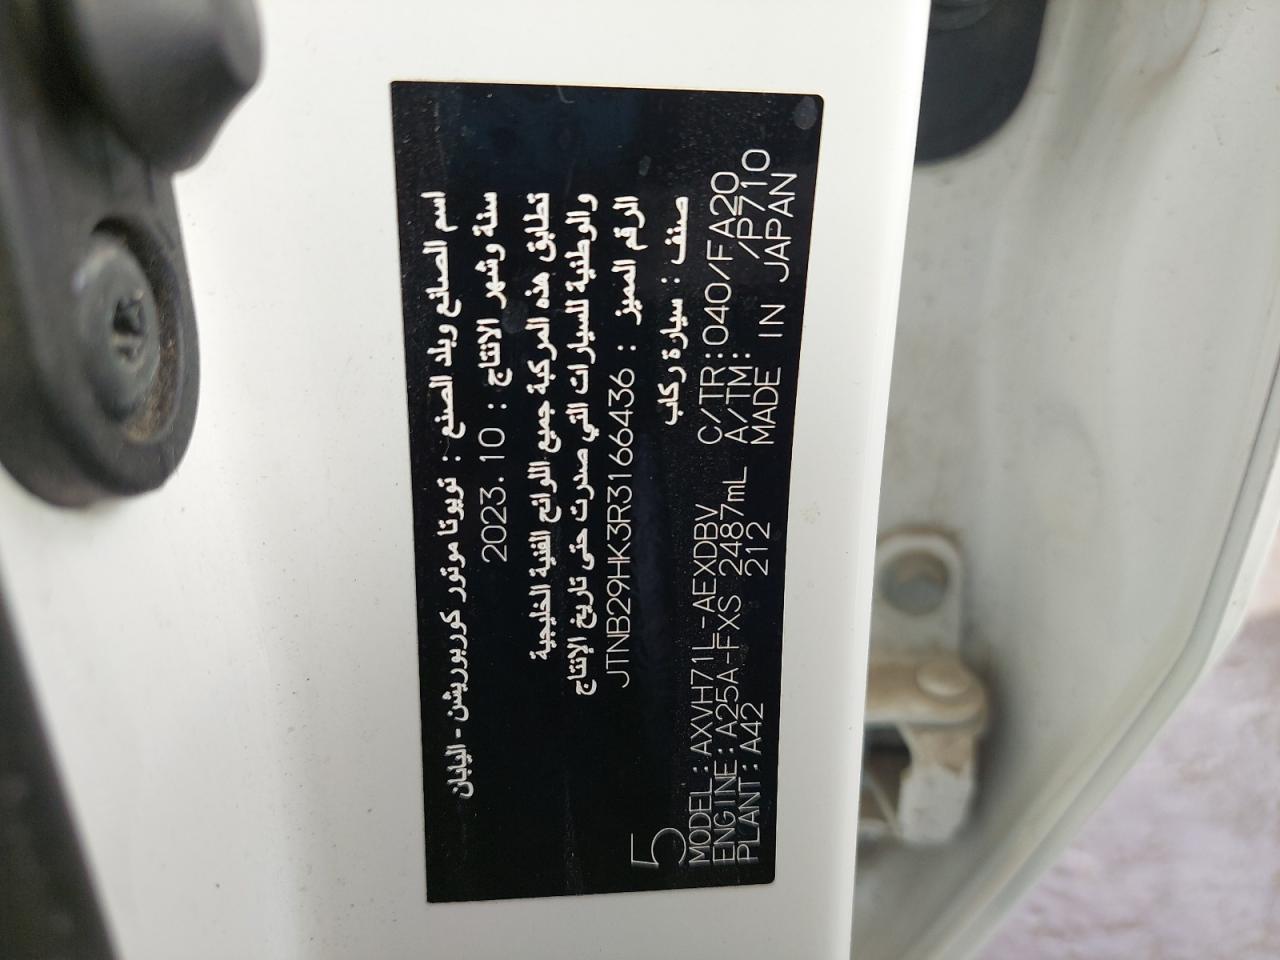 اسم الصانع وبلد الصنع : تويوتا موتور كوربوريشن - اليابان
سنة وشهر الانتاج : 2023.10
تطابق هذه المركبة جميع اللوائح الفنية الخليجية
والوطنية للسيارات التي صدرت حتى تاريخ الإنتاج
الرقم المميز : JTNB29HK3R3166436
صنف : سيارة ركاب
5
MODEL : AXVH71L-AEXDBV C/TR: 040/FA20
ENGINE : A25A-FXS 2487mL A/TM: /P710
PLANT : A42 212 MADE IN JAPAN